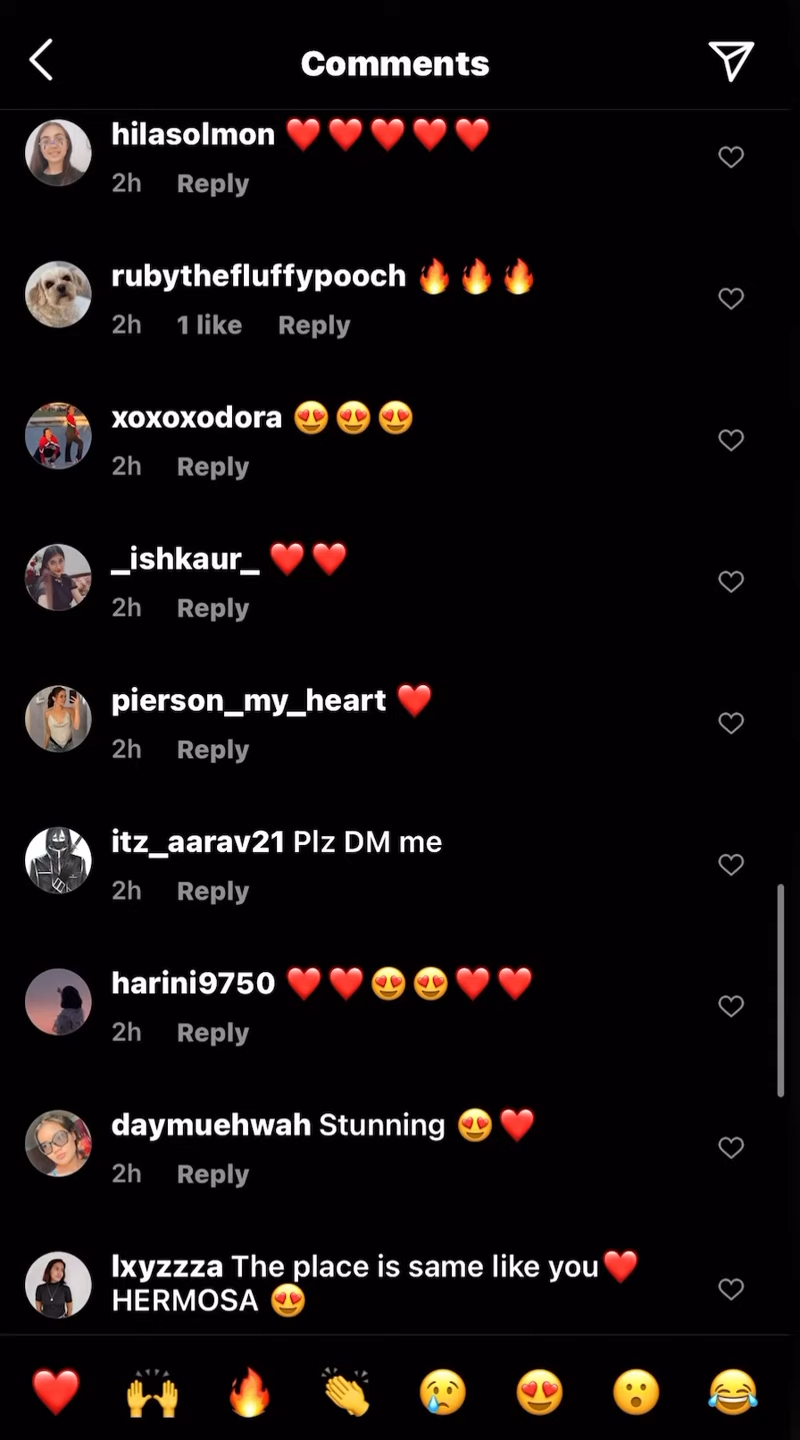 Comments
hilasolmon ❤️❤️❤️❤️❤️
2h Reply
rubythefluffypooch 🔥🔥🔥
2h 1 like Reply
xoxoxodora 😍😍😍
2h Reply
_ishkaur_ ❤️❤️
2h Reply
pierson_my_heart ❤️
2h Reply
itz_aarav21 Plz DM me
2h Reply
harini9750 ❤️❤️😍😍❤️❤️
2h Reply
daymuehwah Stunning 😍❤️
2h Reply
lxyzzza The place is same like you❤️
HERMOSA 😍
❤️ 🙌 🔥 👏 😢 😍 😮 😂